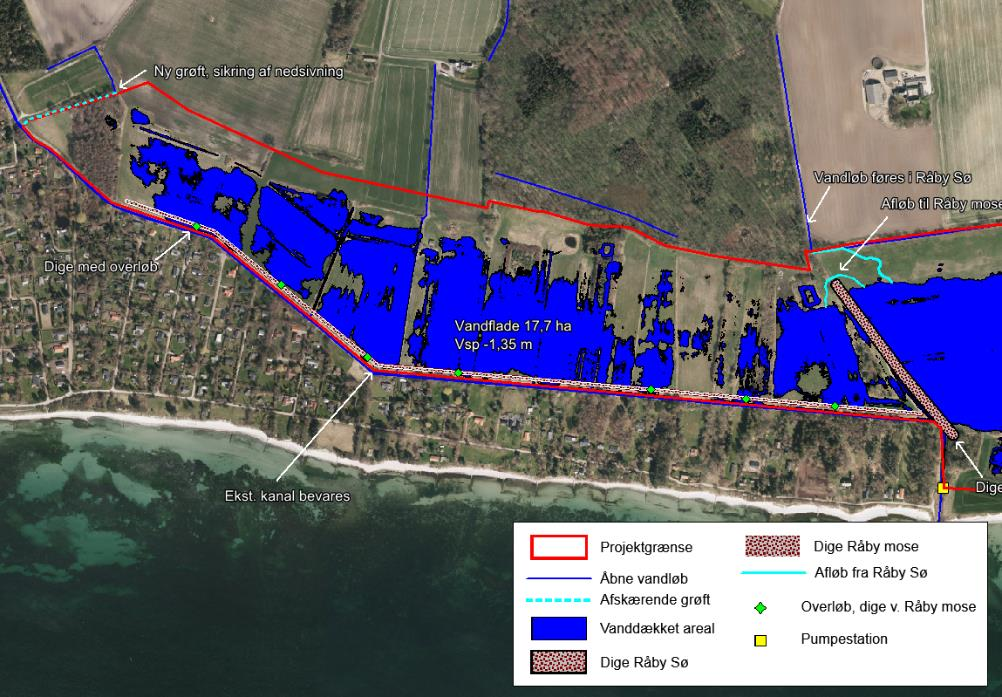 Ny grøft, sikring af nedsivning
Vandløb føres i Råby Sø
Afløb til Råby mose
Dige med overløb
Vandflade 17,7 ha
Vsp -1,35 m
Ekst. kanal bevares
Dige
Projektgrænse
Åbne vandløb
Afskærende grøft
Vanddækket areal
Dige Råby Sø
Dige Råby mose
Afløb fra Råby Sø
Overløb, dige v. Råby mose
Pumpestation